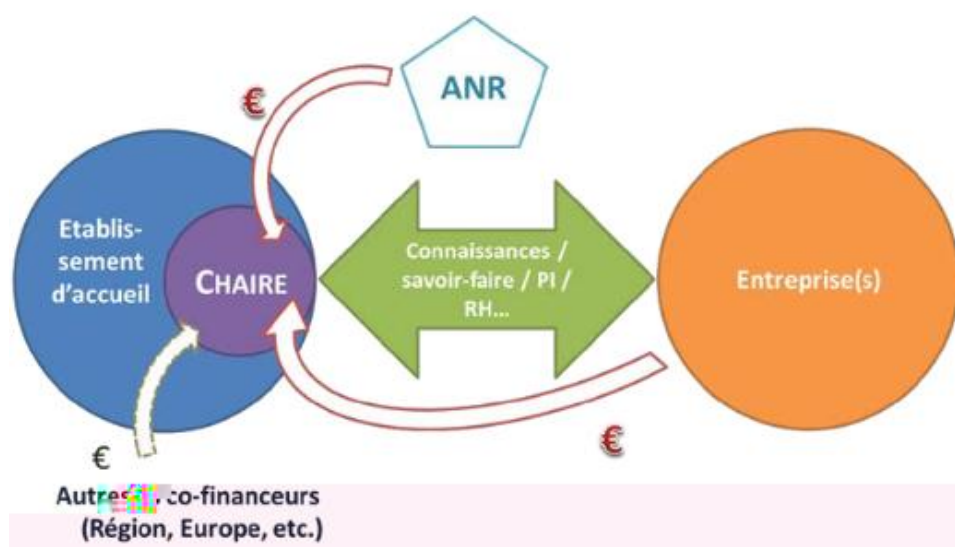 ANR
€
Etablis-
sement
d'accueil
CHAIRE
Connaissances /
savoir-faire / PI /
RH...
Entreprise(s)
€
€
co-financeurs
(Région, Europe, etc.)